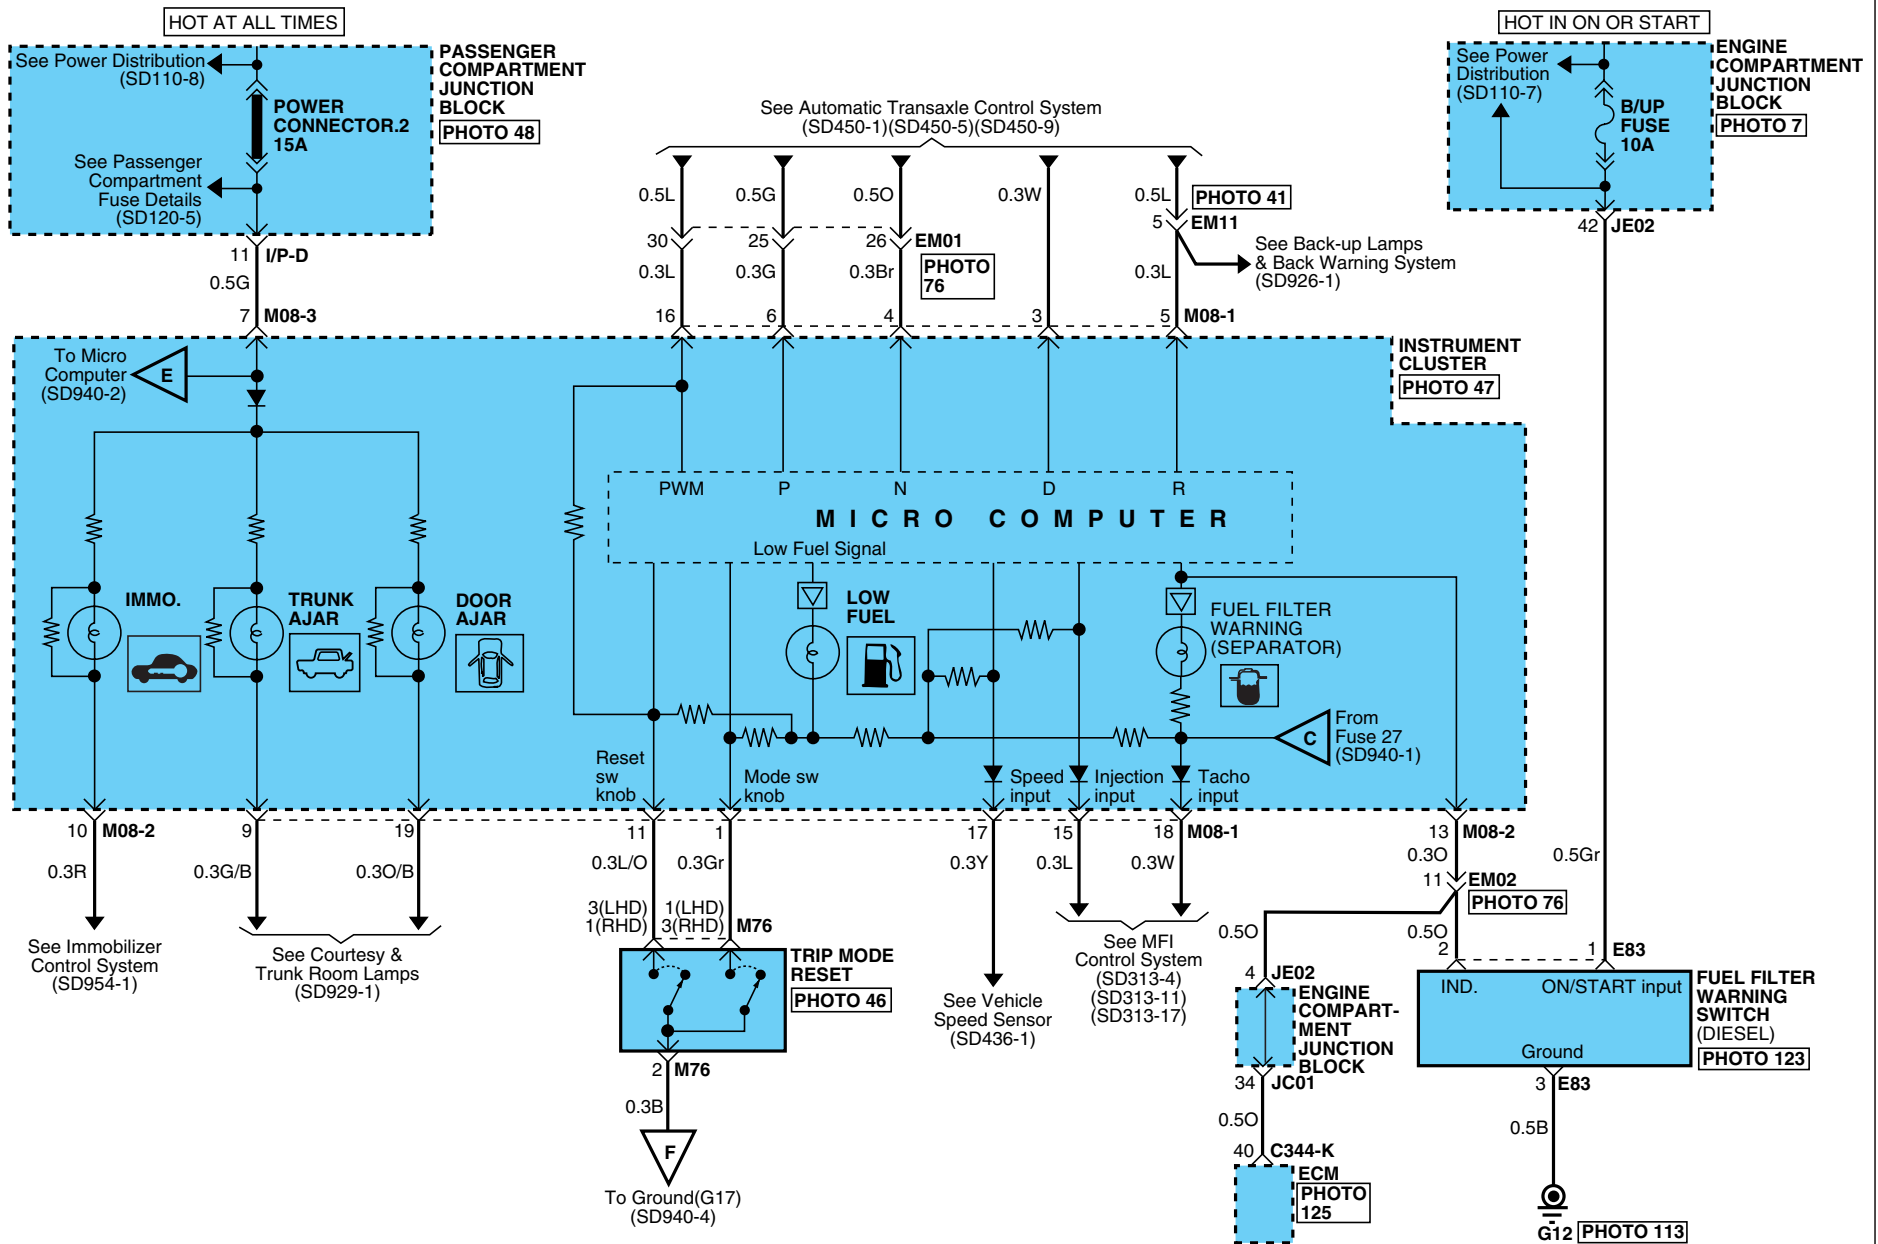 HOT AT ALL TIMES
HOT IN ON OR START
See Power Distribution
(SD110-8)
POWER
CONNECTOR.2
15A
See Passenger
Compartment
Fuse Details
(SD120-5)
PASSENGER
COMPARTMENT
JUNCTION
BLOCK
PHOTO 48
11 I/P-D
0.5G
7 M08-3
See Automatic Transaxle Control System
(SD450-1)(SD450-5)(SD450-9)
0.5L 0.5G 0.5O 0.3W 0.5L
PHOTO 41
5 EM11
30 25 26 EM01
PHOTO
76
0.3L 0.3G 0.3Br 0.3L
See Back-up Lamps
& Back Warning System
(SD926-1)
16 6 4 3 5 M08-1
See Power
Distribution
(SD110-7)
B/UP
FUSE
10A
ENGINE
COMPARTMENT
JUNCTION
BLOCK
PHOTO 7
42 JE02
INSTRUMENT
CLUSTER
PHOTO 47
To Micro
Computer
(SD940-2)
E
PWM P N D R
MICRO COMPUTER
Low Fuel Signal
IMMO.
TRUNK
AJAR
DOOR
AJAR
LOW
FUEL
FUEL FILTER
WARNING
(SEPARATOR)
C
From
Fuse 27
(SD940-1)
Reset
sw
knob
Mode sw
knob
Speed
input
Injection
input
Tacho
input
10 M08-2 9 19 11 1 17 15 18 M08-1 13 M08-2
0.3R 0.3G/B 0.3O/B 0.3L/O 0.3Gr 0.3Y 0.3L 0.3W 0.3O 0.5Gr
11 EM02
PHOTO 76
See Immobilizer
Control System
(SD954-1)
See Courtesy &
Trunk Room Lamps
(SD929-1)
3(LHD) 1(LHD)
1(RHD) 3(RHD) M76
TRIP MODE
RESET
PHOTO 46
2 M76
0.3B
F
To Ground(G17)
(SD940-4)
See Vehicle
Speed Sensor
(SD436-1)
See MFI
Control System
(SD313-4)
(SD313-11)
(SD313-17)
0.5O 0.5O
4 JE02
ENGINE
COMPART-
MENT
JUNCTION
BLOCK
34 JC01
0.5O
40 C344-K
ECM
PHOTO
125
2 1 E83
IND. ON/START input
Ground
FUEL FILTER
WARNING
SWITCH
(DIESEL)
PHOTO 123
3 E83
0.5B
G12 PHOTO 113